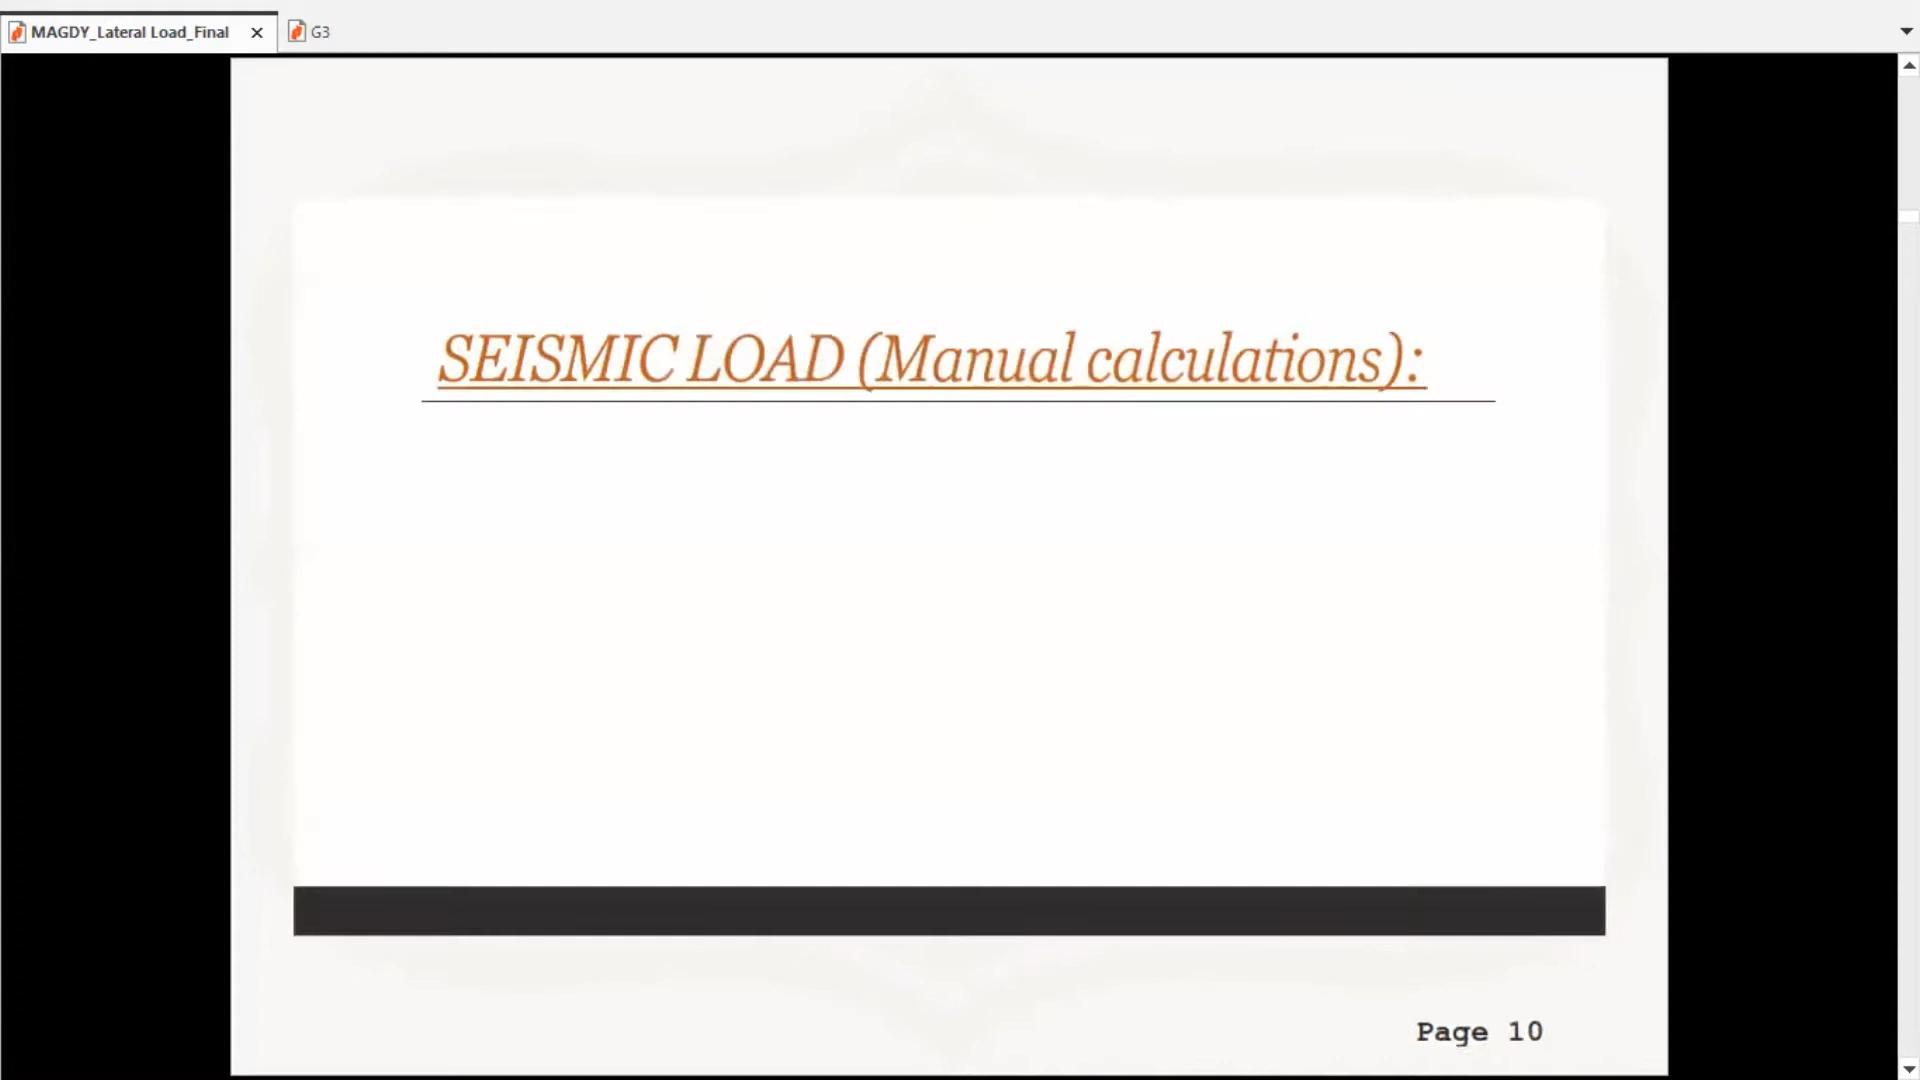 MAGDY_Lateral Load_Final
G3
SEISMIC LOAD (Manual calculations):
Page 10